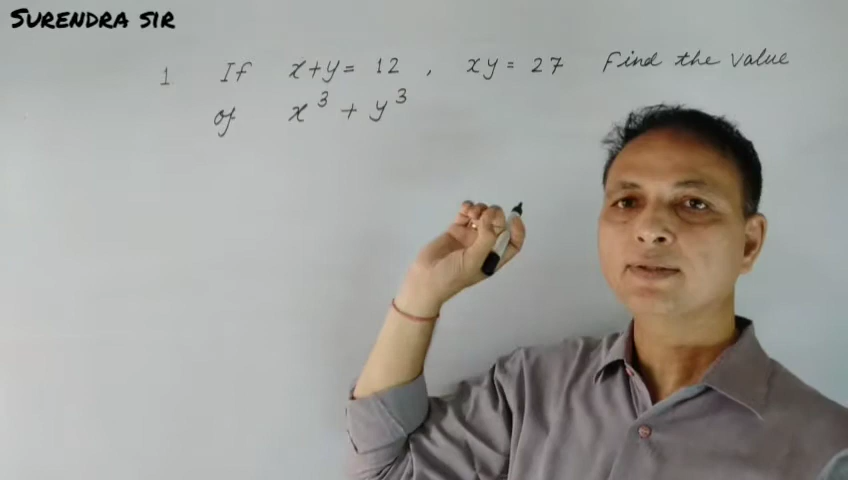 SURENDRA SIR
1 If x+y = 12 , xy = 27 Find the value
of x³ + y³